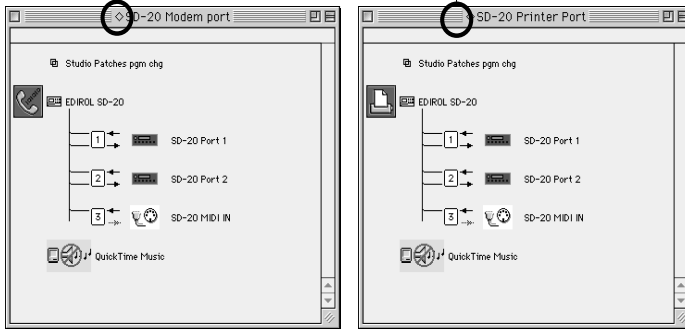 ◇SD-20 Modem port
Studio Patches pgm chg
EDIROL SD-20
1 SD-20 Port 1
2 SD-20 Port 2
3 SD-20 MIDI IN
QuickTime Music
◇SD-20 Printer Port
Studio Patches pgm chg
EDIROL SD-20
1 SD-20 Port 1
2 SD-20 Port 2
3 SD-20 MIDI IN
QuickTime Music